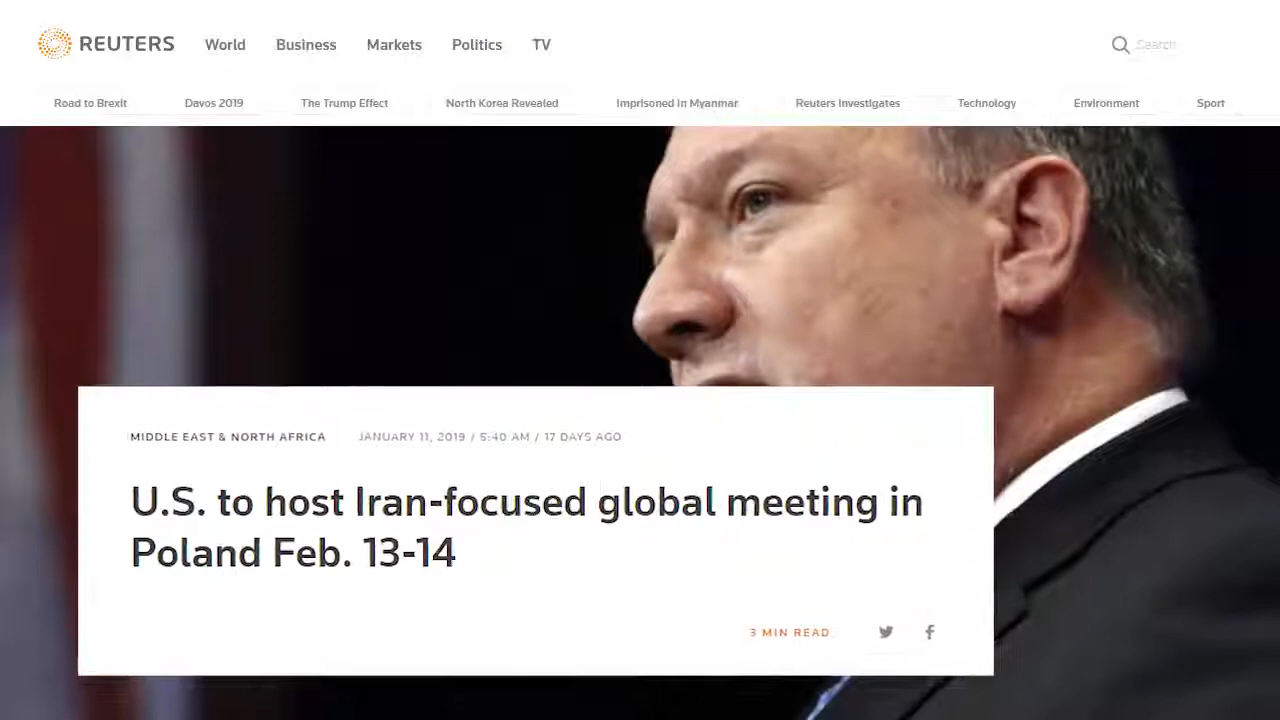 REUTERS World Business Markets Politics TV Search
Road to Brexit Davos 2019 The Trump Effect North Korea Revealed Imprisoned in Myanmar Reuters Investigates Technology Environment Sport
MIDDLE EAST & NORTH AFRICA JANUARY 11, 2019 / 5:40 AM / 17 DAYS AGO
U.S. to host Iran-focused global meeting in
Poland Feb. 13-14
3 MIN READ